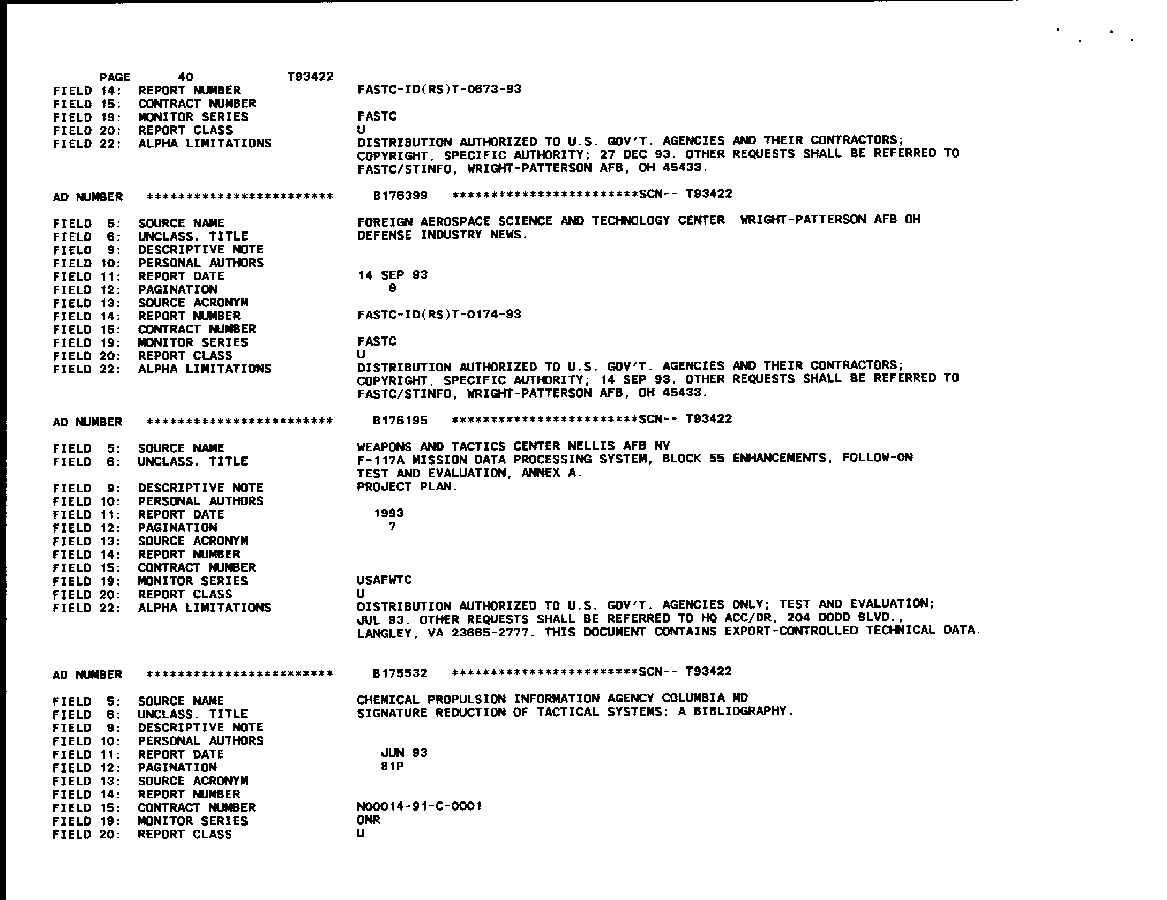 PAGE 40 T93422
FIELD 14: REPORT NUMBER FASTC-ID(RS)T-0673-93
FIELD 15: CONTRACT NUMBER
FIELD 19: MONITOR SERIES FASTC
FIELD 20: REPORT CLASS U
FIELD 22: ALPHA LIMITATIONS DISTRIBUTION AUTHORIZED TO U.S. GOV'T. AGENCIES AND THEIR CONTRACTORS;
COPYRIGHT, SPECIFIC AUTHORITY; 27 DEC 93. OTHER REQUESTS SHALL BE REFERRED TO
FASTC/STINFO, WRIGHT-PATTERSON AFB, OH 45433.
AD NUMBER ************************ B176399 ************************SCN-- T93422
FIELD 5: SOURCE NAME FOREIGN AEROSPACE SCIENCE AND TECHNOLOGY CENTER WRIGHT-PATTERSON AFB OH
FIELD 6: UNCLASS. TITLE DEFENSE INDUSTRY NEWS.
FIELD 9: DESCRIPTIVE NOTE
FIELD 10: PERSONAL AUTHORS
FIELD 11: REPORT DATE 14 SEP 93
FIELD 12: PAGINATION
FIELD 13: SOURCE ACRONYM
FIELD 14: REPORT NUMBER FASTC-ID(RS)T-0174-93
FIELD 15: CONTRACT NUMBER
FIELD 19: MONITOR SERIES FASTC
FIELD 20: REPORT CLASS U
FIELD 22: ALPHA LIMITATIONS DISTRIBUTION AUTHORIZED TO U.S. GOV'T. AGENCIES AND THEIR CONTRACTORS;
COPYRIGHT, SPECIFIC AUTHORITY; 14 SEP 93. OTHER REQUESTS SHALL BE REFERRED TO
FASTC/STINFO, WRIGHT-PATTERSON AFB, OH 45433.
AD NUMBER ************************ B176195 ************************SCN-- T93422
FIELD 5: SOURCE NAME WEAPONS AND TACTICS CENTER NELLIS AFB NV
FIELD 6: UNCLASS. TITLE F-117A MISSION DATA PROCESSING SYSTEM, BLOCK 55 ENHANCEMENTS, FOLLOW-ON
TEST AND EVALUATION, ANNEX A.
FIELD 9: DESCRIPTIVE NOTE PROJECT PLAN.
FIELD 10: PERSONAL AUTHORS
FIELD 11: REPORT DATE 1993
FIELD 12: PAGINATION 7
FIELD 13: SOURCE ACRONYM
FIELD 14: REPORT NUMBER
FIELD 15: CONTRACT NUMBER
FIELD 19: MONITOR SERIES USAFWTC
FIELD 20: REPORT CLASS U
FIELD 22: ALPHA LIMITATIONS DISTRIBUTION AUTHORIZED TO U.S. GOV'T. AGENCIES ONLY; TEST AND EVALUATION;
JUL 93. OTHER REQUESTS SHALL BE REFERRED TO HQ ACC/DR, 204 DODD BLVD.,
LANGLEY, VA 23665-2777. THIS DOCUMENT CONTAINS EXPORT-CONTROLLED TECHNICAL DATA.
AD NUMBER ************************ B175532 ************************SCN-- T93422
FIELD 5: SOURCE NAME CHEMICAL PROPULSION INFORMATION AGENCY COLUMBIA MD
FIELD 6: UNCLASS. TITLE SIGNATURE REDUCTION OF TACTICAL SYSTEMS: A BIBLIOGRAPHY.
FIELD 9: DESCRIPTIVE NOTE
FIELD 10: PERSONAL AUTHORS
FIELD 11: REPORT DATE JUN 93
FIELD 12: PAGINATION 81P
FIELD 13: SOURCE ACRONYM
FIELD 14: REPORT NUMBER
FIELD 15: CONTRACT NUMBER N00014-91-C-0001
FIELD 19: MONITOR SERIES ONR
FIELD 20: REPORT CLASS U